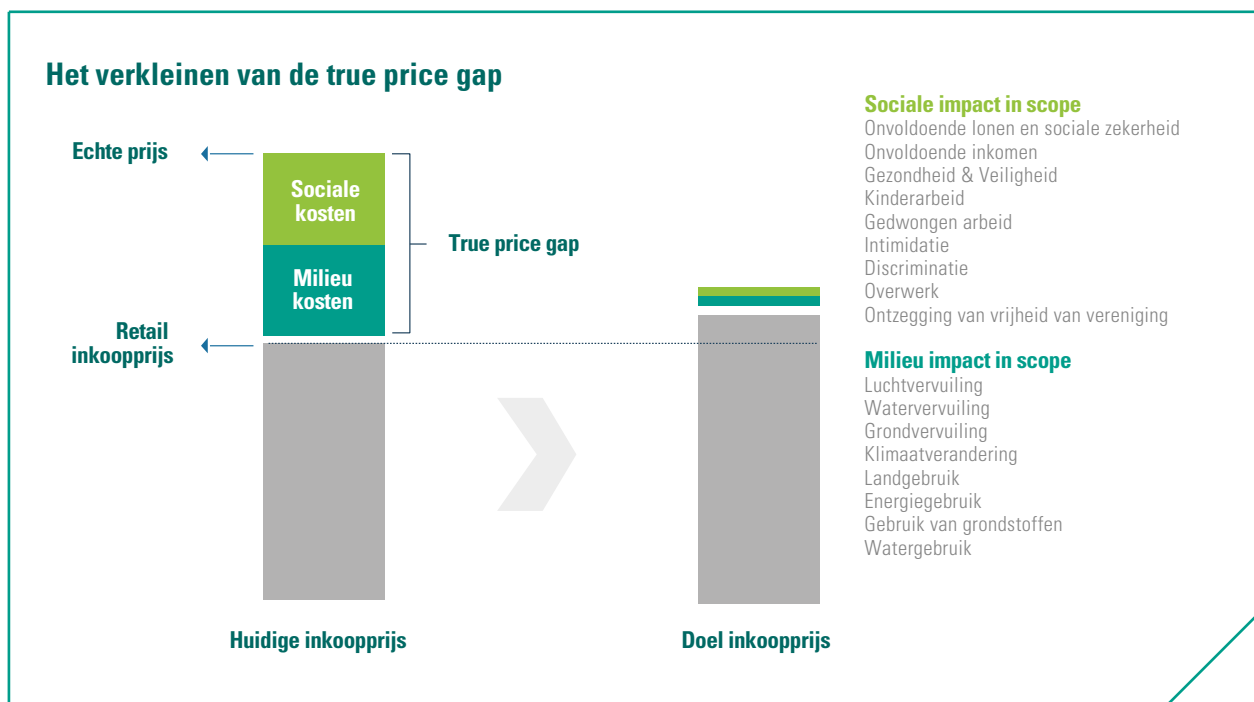 Het verkleinen van de true price gap
Echte prijs
Sociale
kosten
Milieu
kosten
True price gap
Retail
inkoopprijs
Huidige inkoopprijs
Doel inkoopprijs
Sociale impact in scope
Onvoldoende lonen en sociale zekerheid
Onvoldoende inkomen
Gezondheid & Veiligheid
Kinderarbeid
Gedwongen arbeid
Intimidatie
Discriminatie
Overwerk
Ontzegging van vrijheid van vereniging
Milieu impact in scope
Luchtvervuiling
Watervervuiling
Grondvervuiling
Klimaatverandering
Landgebruik
Energiegebruik
Gebruik van grondstoffen
Watergebruik